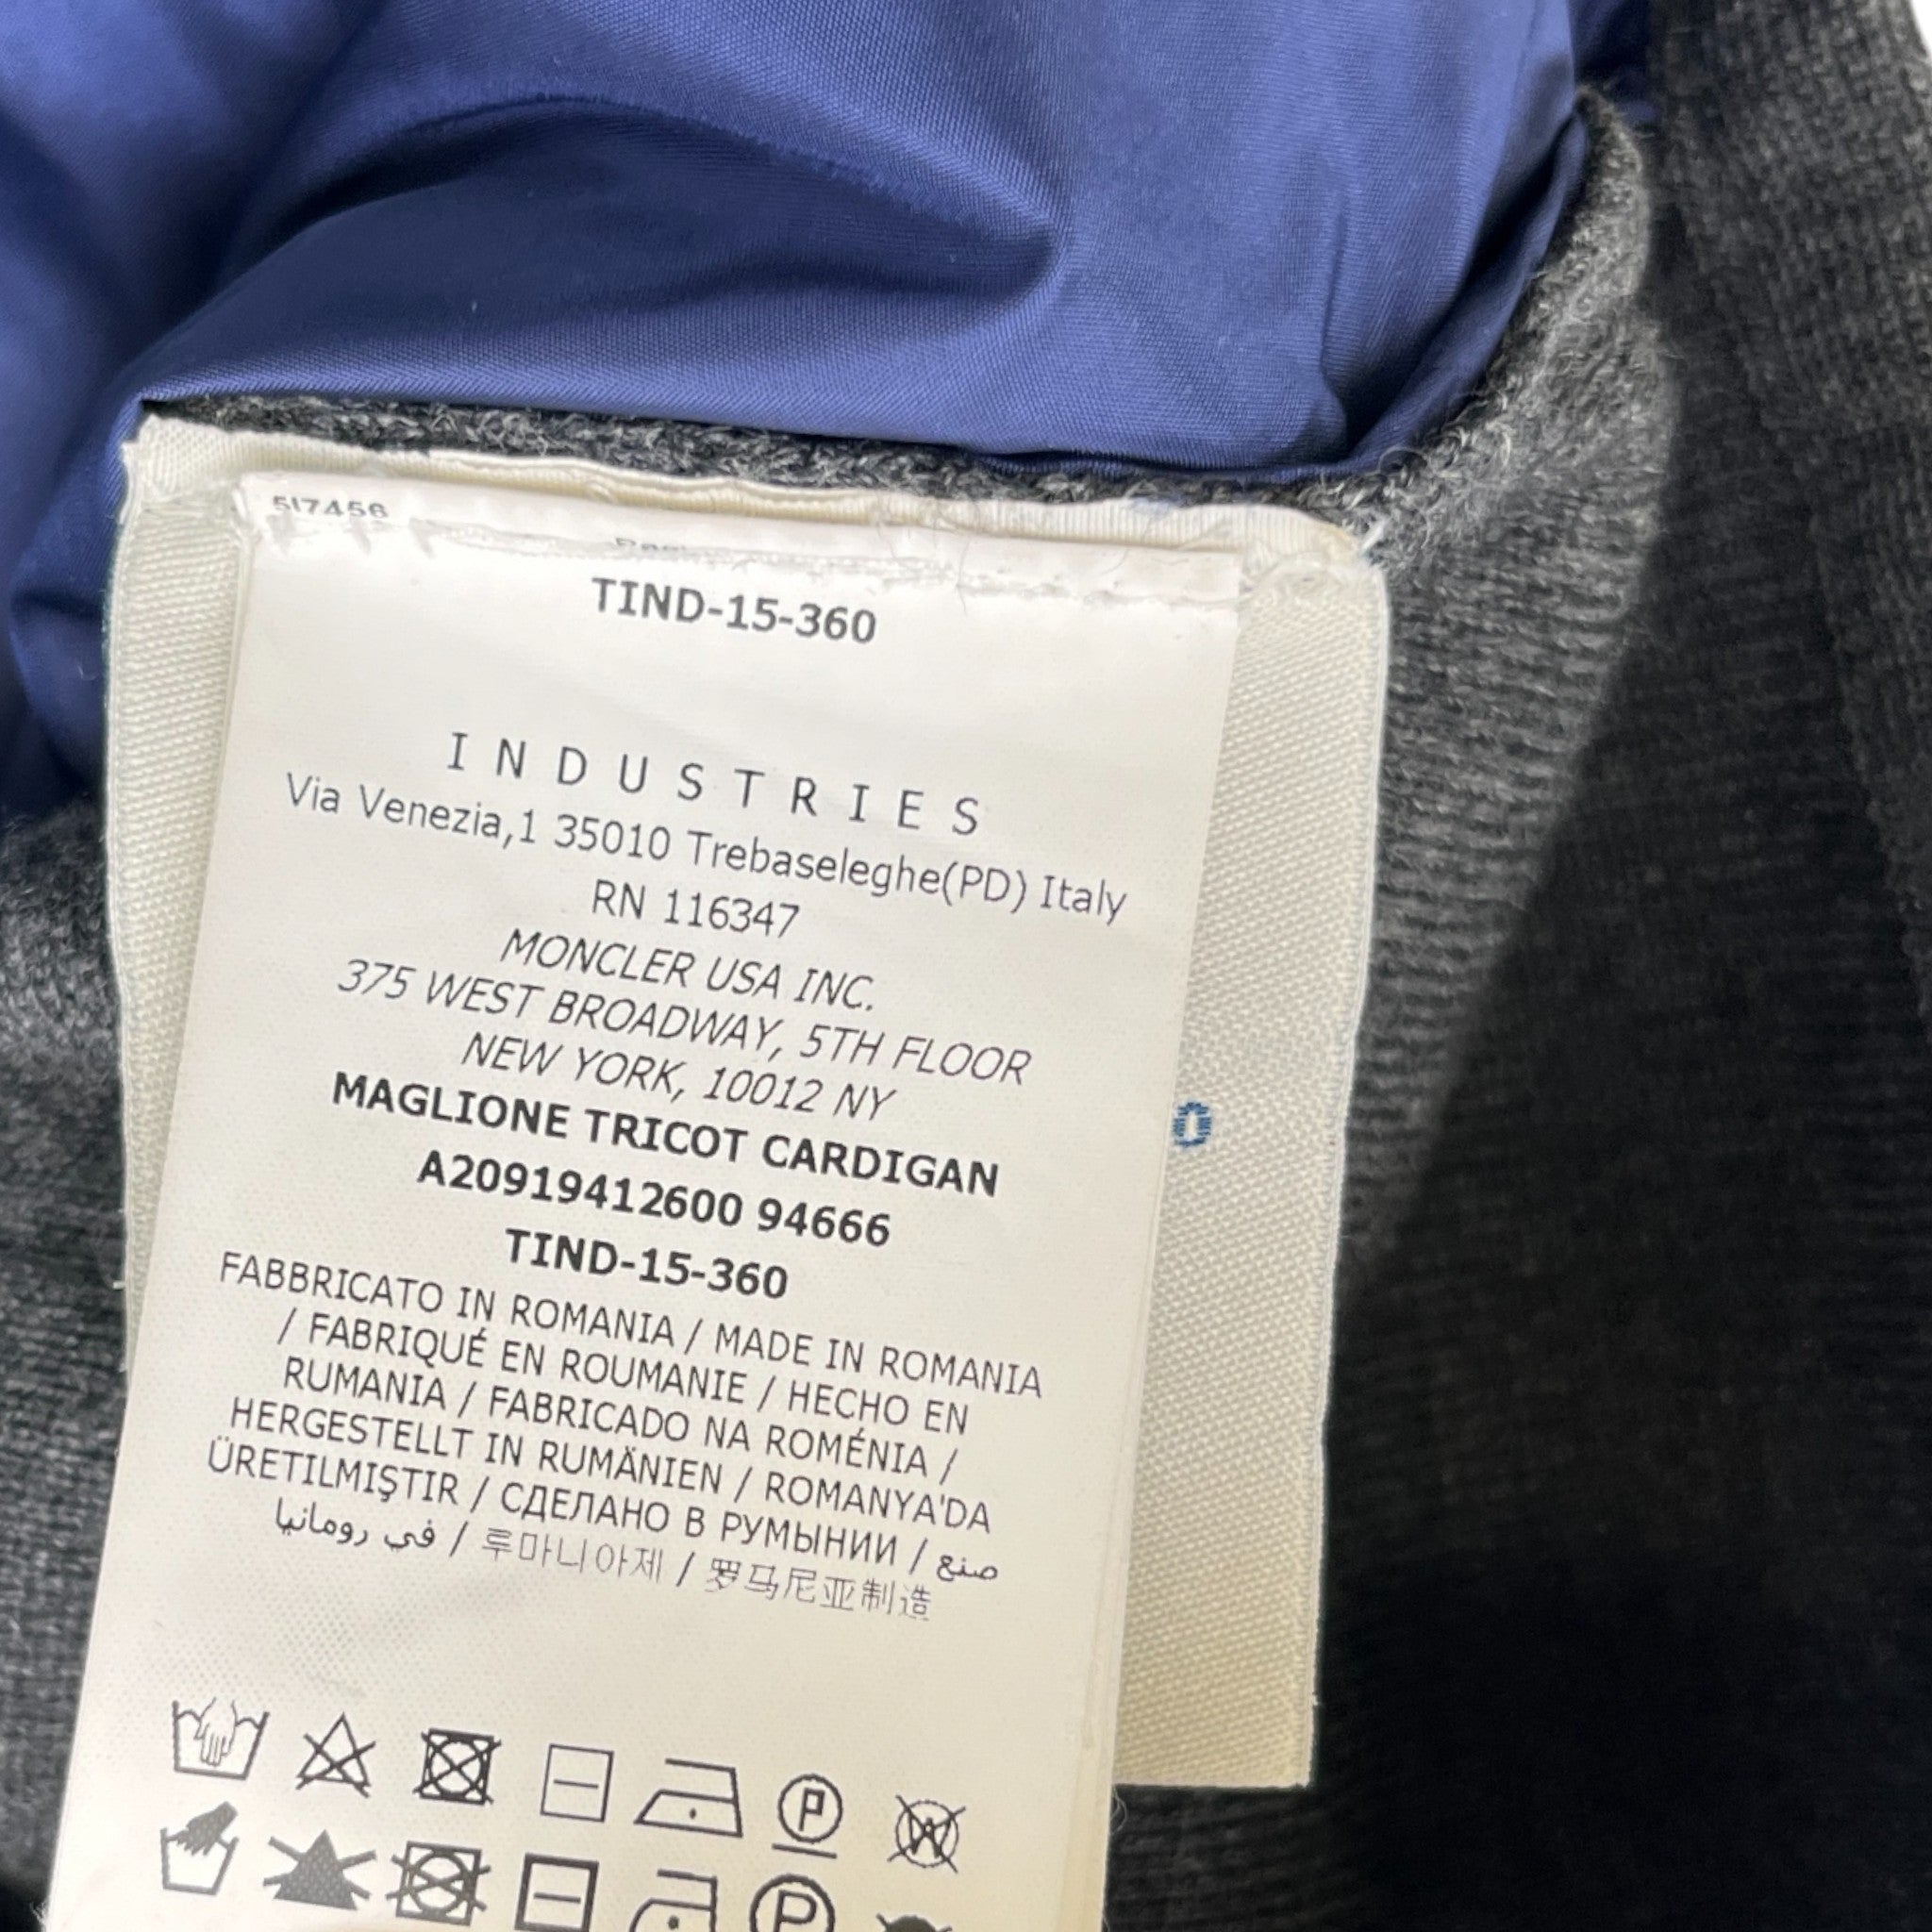 517456
TIND-15-360
INDUSTRIES
Via Venezia,1 35010 Trebaseleghe(PD) Italy
RN 116347
MONCLER USA INC.
375 WEST BROADWAY, 5TH FLOOR
NEW YORK, 10012 NY
MAGLIONE TRICOT CARDIGAN
A20919412600 94666
TIND-15-360
FABBRICATO IN ROMANIA / MADE IN ROMANIA
/ FABRIQUÉ EN ROUMANIE / HECHO EN
RUMANIA / FABRICADO NA ROMÉNIA /
HERGESTELLT IN RUMÄNIEN / ROMANYA'DA
ÜRETILMIŞTIR / СДЕЛАНО В РУМЫНИИ / صنع
في رومانيا / 루마니아제 / 罗马尼亚制造
P W
P